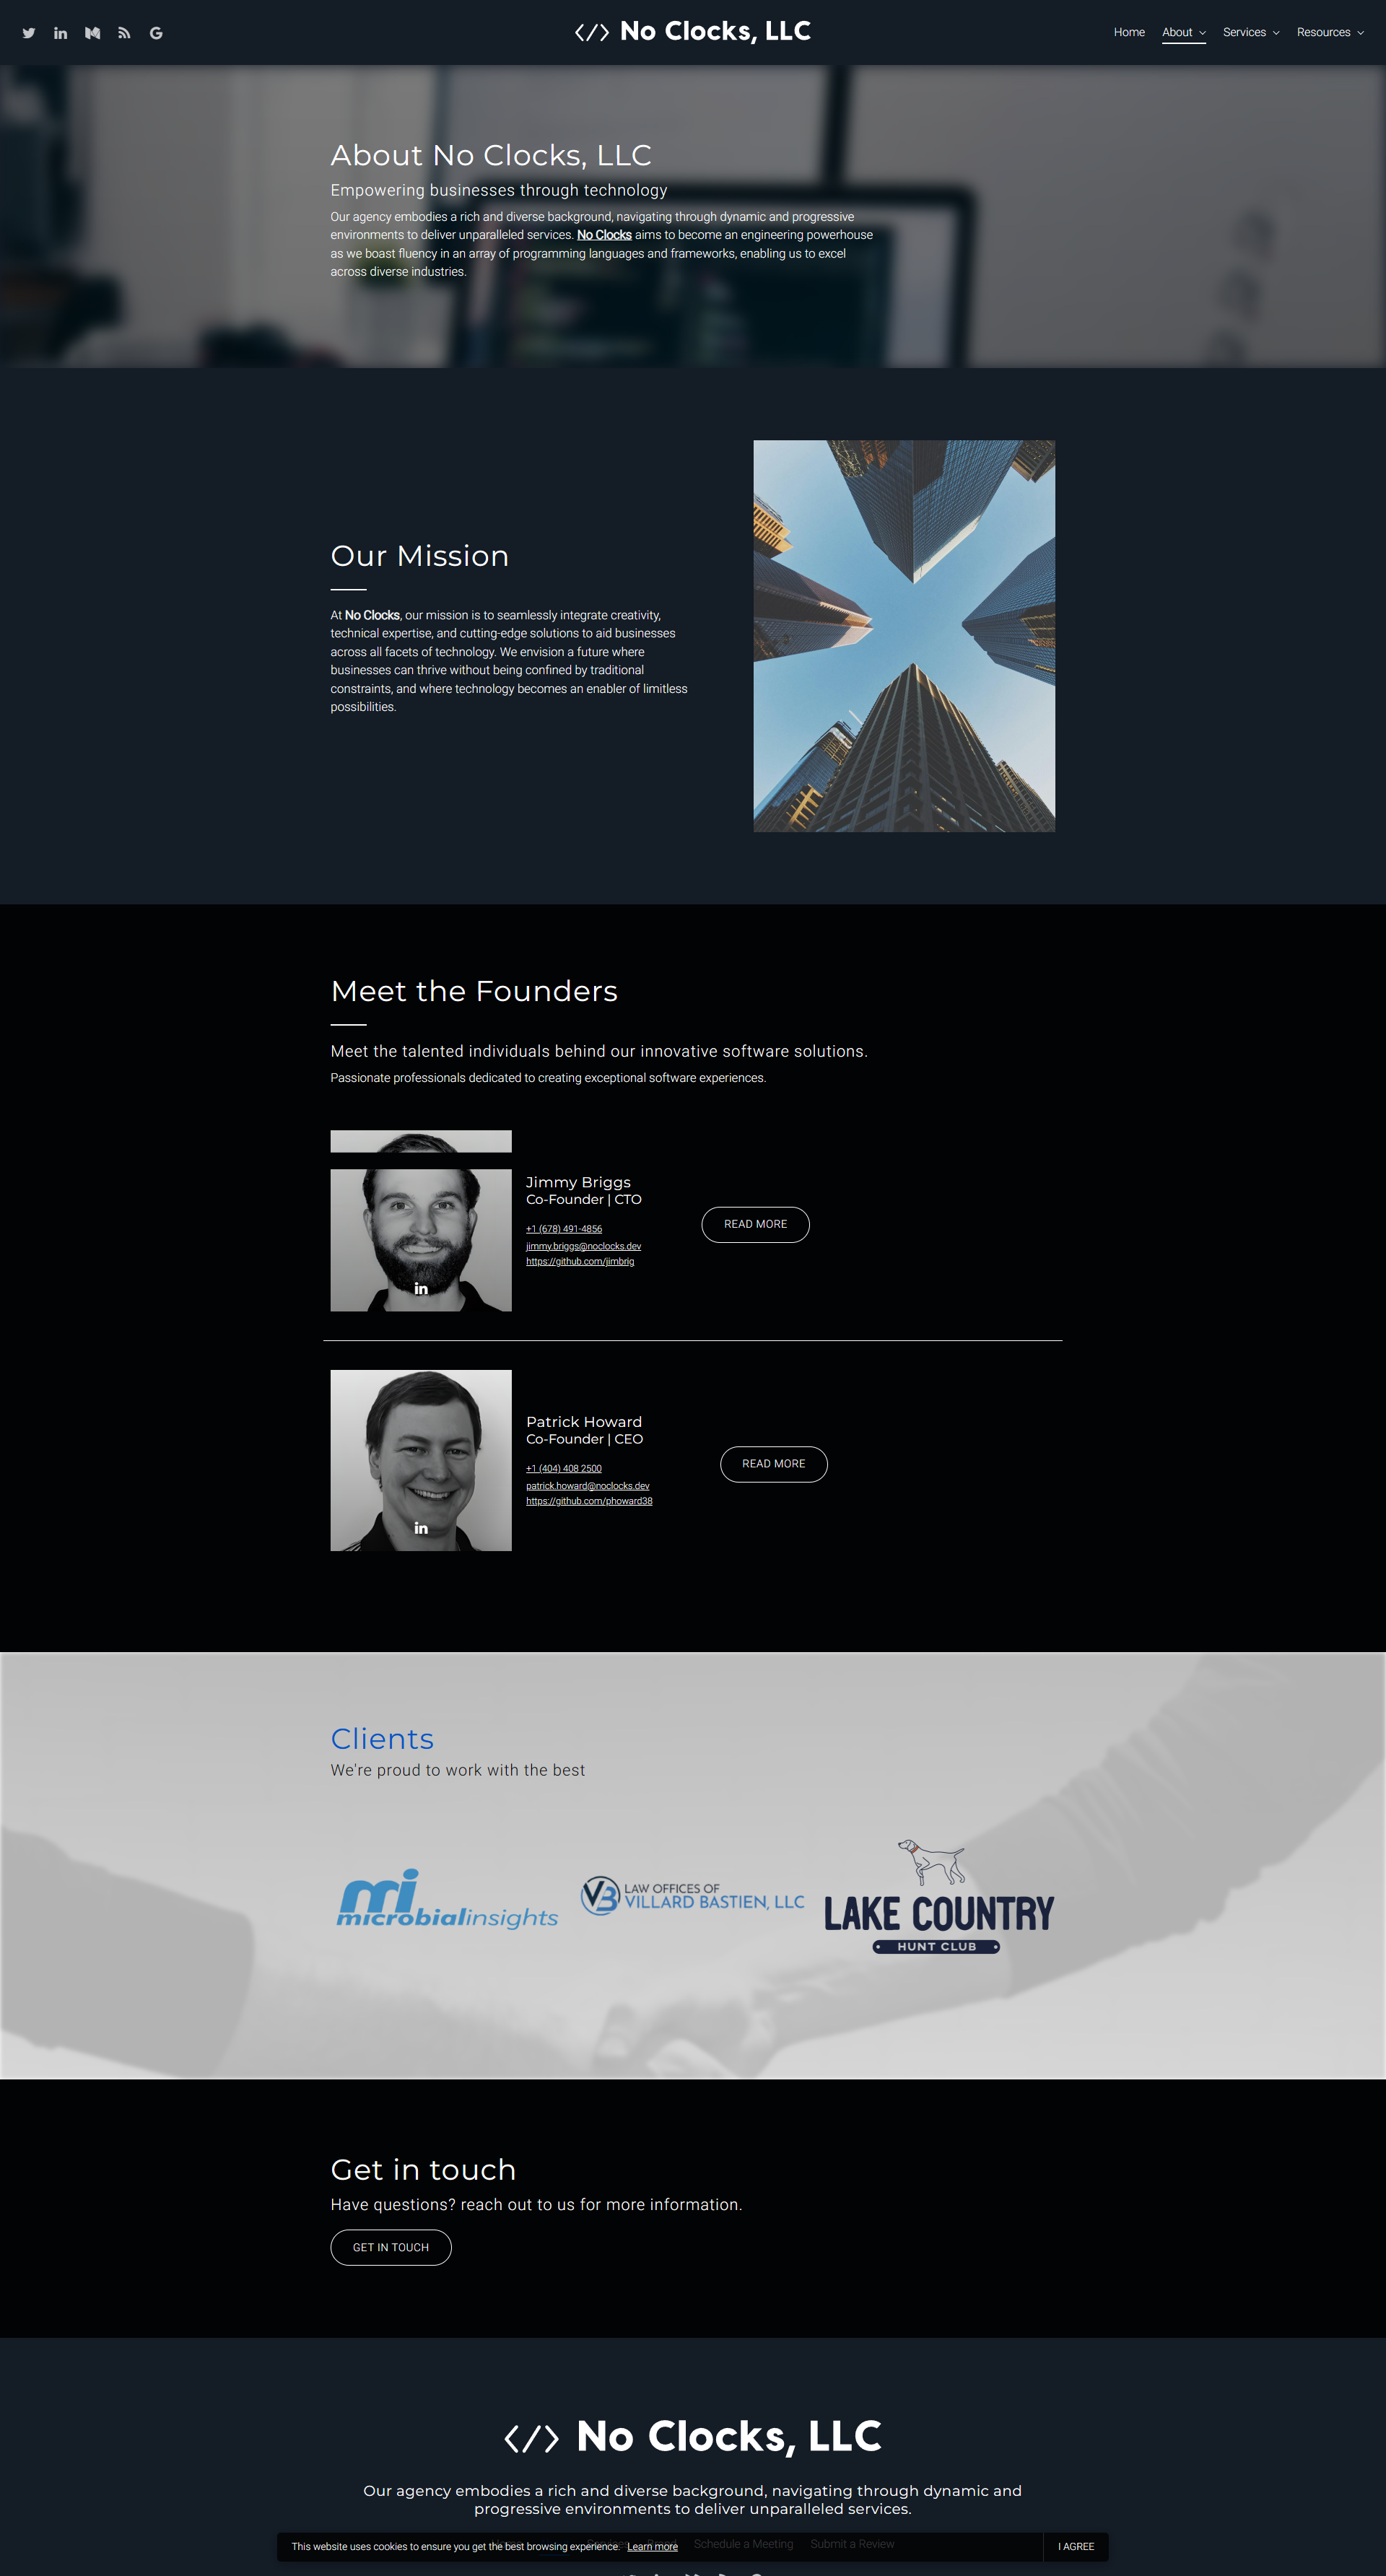 </> No Clocks, LLC
Home About Services Resources
About No Clocks, LLC
Empowering businesses through technology
Our agency embodies a rich and diverse background, navigating through dynamic and progressive
environments to deliver unparalleled services. No Clocks aims to become an engineering powerhouse
as we boast fluency in an array of programming languages and frameworks, enabling us to excel
across diverse industries.
Our Mission
At No Clocks, our mission is to seamlessly integrate creativity,
technical expertise, and cutting-edge solutions to aid businesses
across all facets of technology. We envision a future where
businesses can thrive without being confined by traditional
constraints, and where technology becomes an enabler of limitless
possibilities.
Meet the Founders
Meet the talented individuals behind our innovative software solutions.
Passionate professionals dedicated to creating exceptional software experiences.
Jimmy Briggs
Co-Founder | CTO
+1 (678) 491-4856
jimmy.briggs@noclocks.dev
https://github.com/jimbrig
READ MORE
in
Patrick Howard
Co-Founder | CEO
+1 (404) 408 2500
patrick.howard@noclocks.dev
https://github.com/phoward38
READ MORE
in
Clients
We're proud to work with the best
mi
microbialinsights
VB
LAW OFFICES OF
VILLARD BASTIEN, LLC
LAKE COUNTRY
HUNT CLUB
Get in touch
Have questions? reach out to us for more information.
GET IN TOUCH
</> No Clocks, LLC
Our agency embodies a rich and diverse background, navigating through dynamic and
progressive environments to deliver unparalleled services.
This website uses cookies to ensure you get the best browsing experience. Learn more
Schedule a Meeting Submit a Review
I AGREE